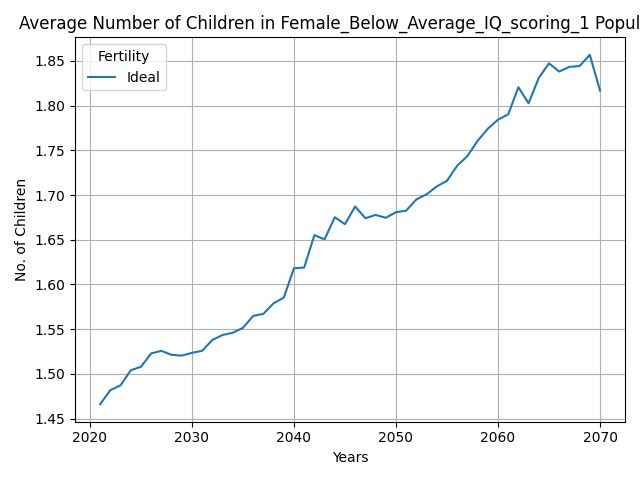 Average Number of Children in Female_Below_Average_IQ_scoring_1 Popul
Fertility
Ideal
No. of Children
1.85
1.80
1.75
1.70
1.65
1.60
1.55
1.50
1.45
2020 2030 2040 2050 2060 2070
Years